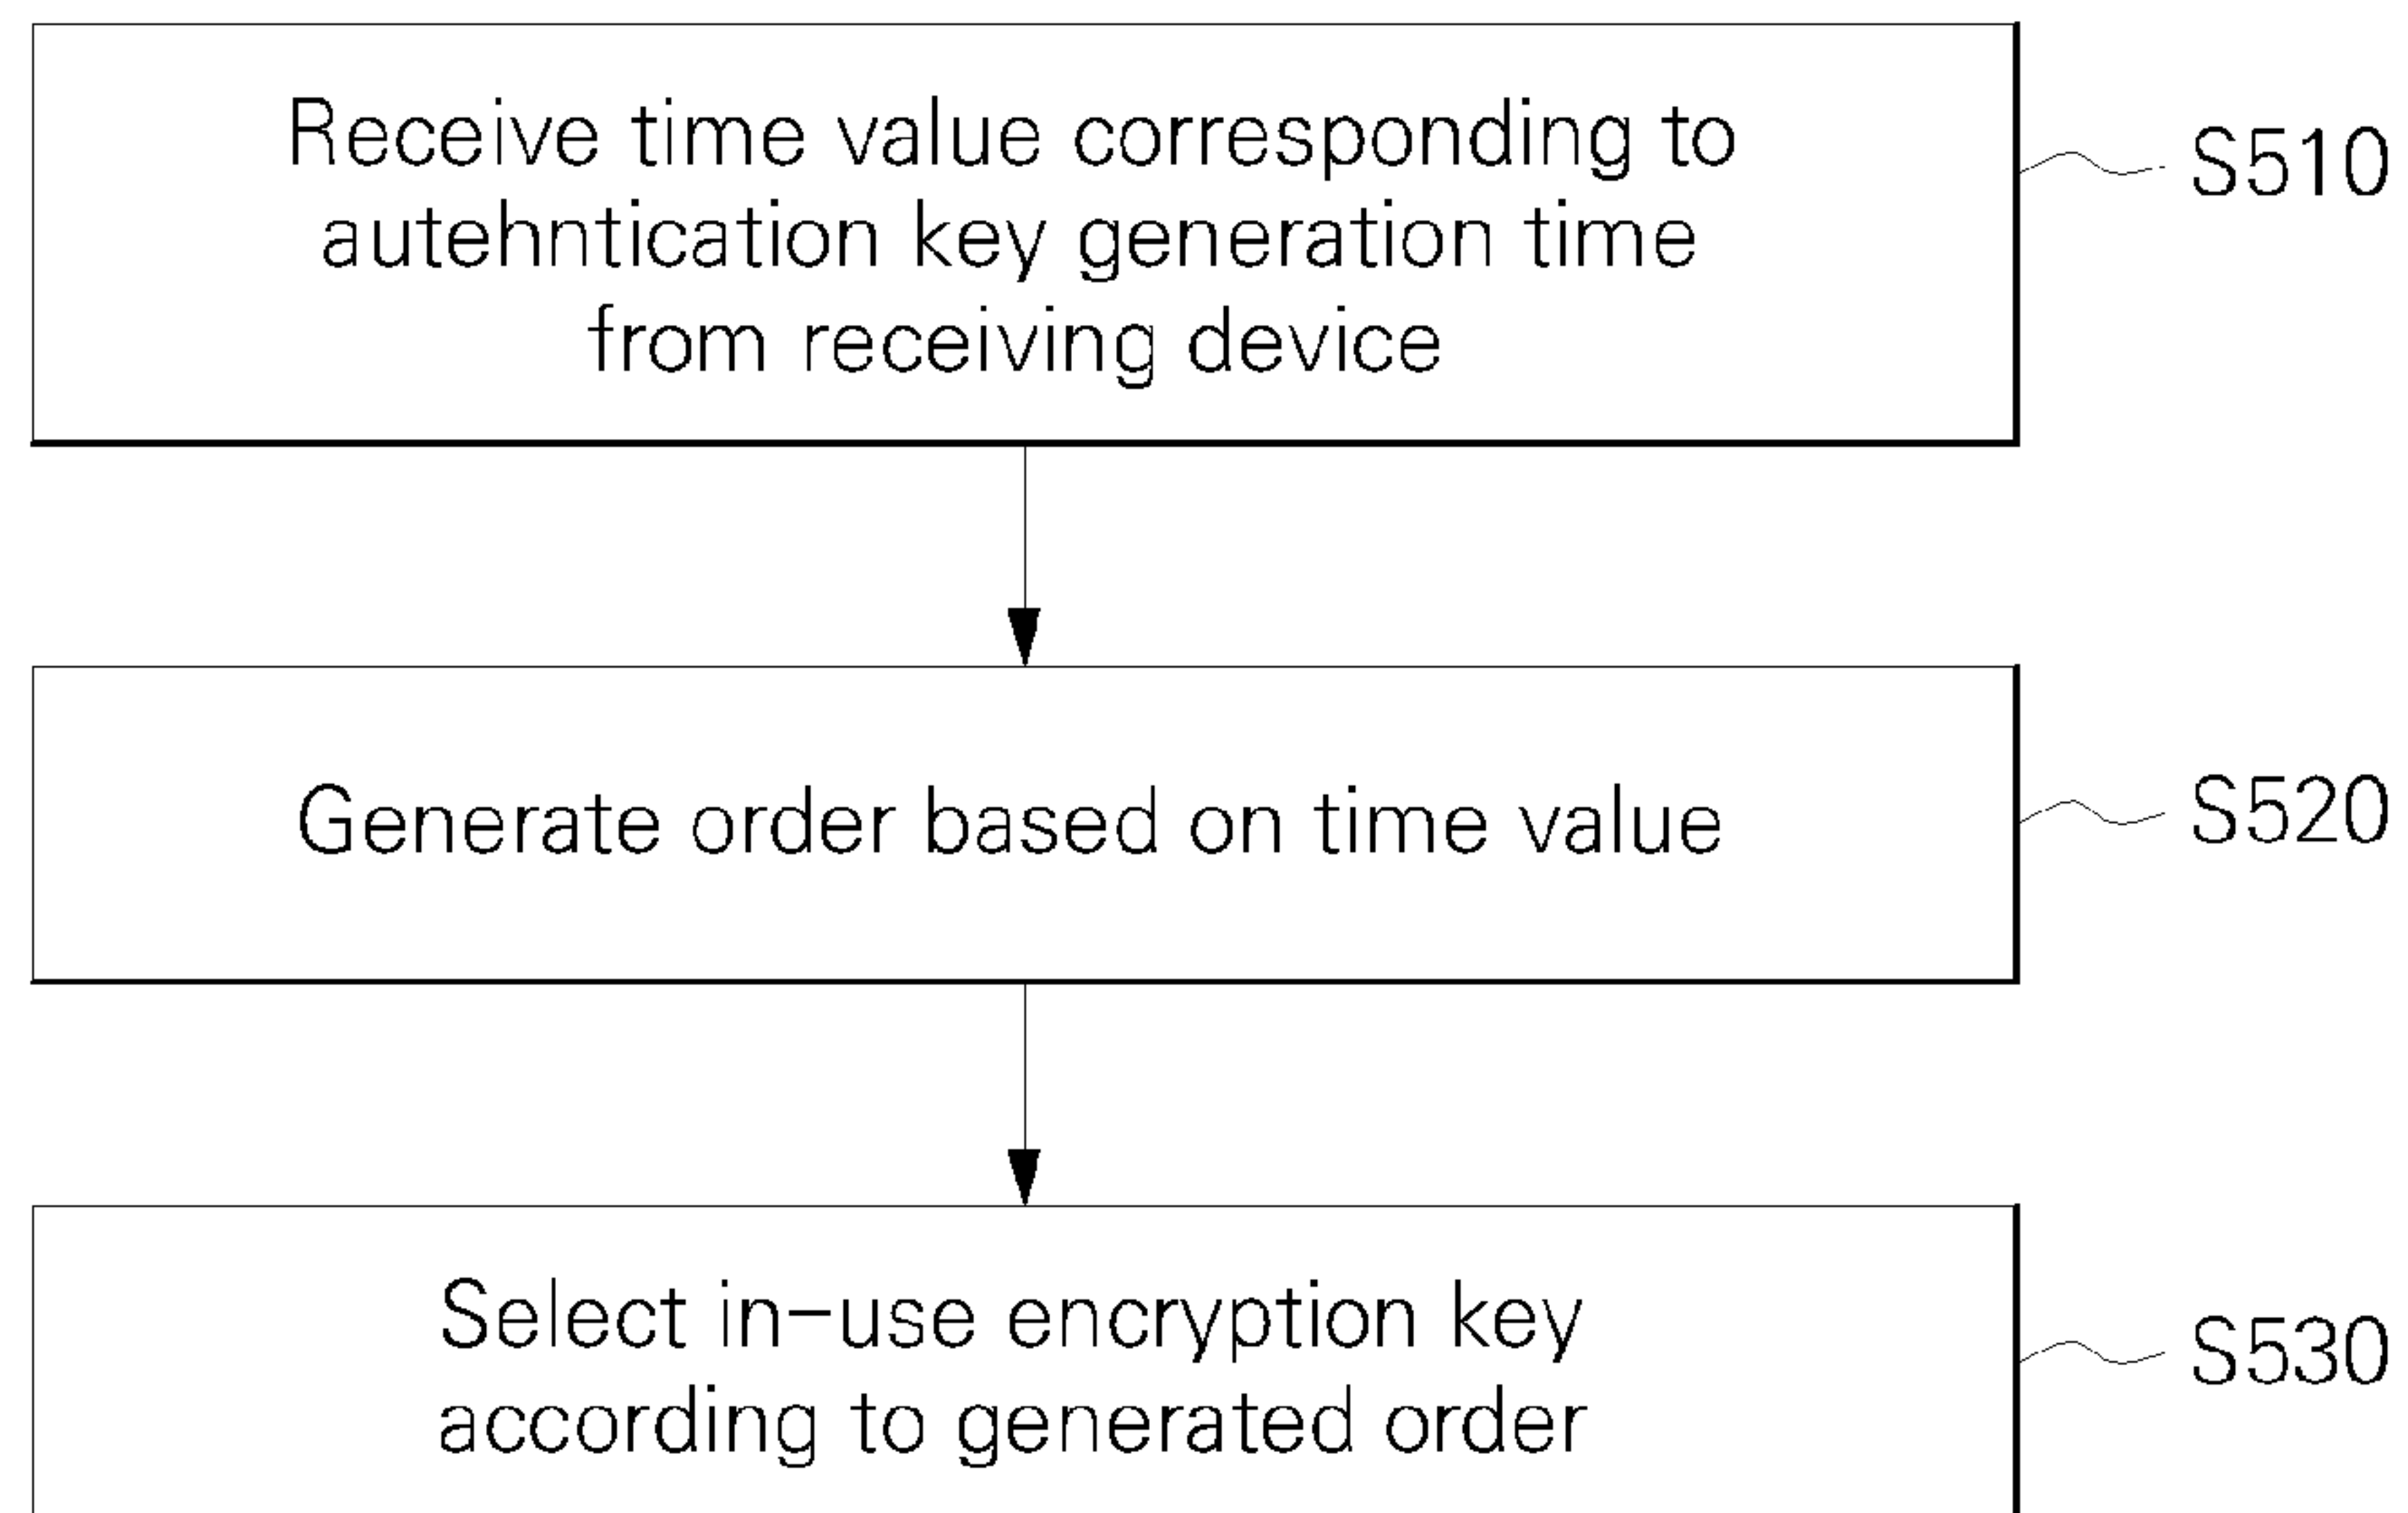 Receive time value corresponding to
autehntication key generation time
from receiving device
S510
Generate order based on time value
S520
Select in-use encryption key
according to generated order
S530